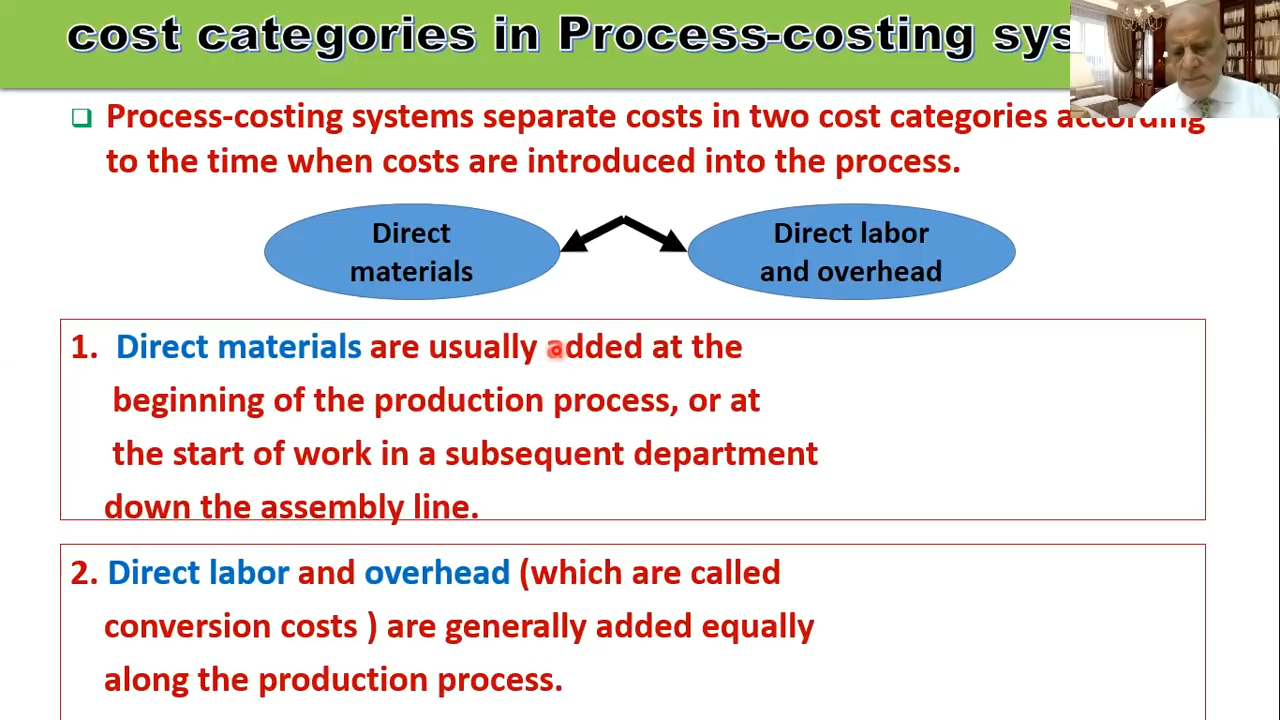 cost categories in Process-costing
Process-costing systems separate costs in two cost categories according
to the time when costs are introduced into the process.
Direct
materials
Direct labor
and overhead
1. Direct materials are usually added at the
beginning of the production process, or at
the start of work in a subsequent department
down the assembly line.
2. Direct labor and overhead (which are called
conversion costs ) are generally added equally
along the production process.